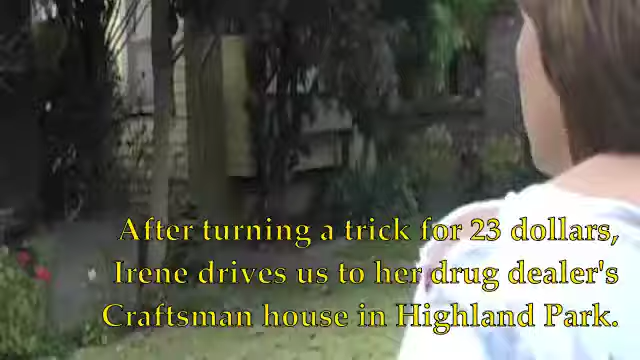 After turning a trick for 23 dollars,
Irene drives us to her drug dealer's
Craftsman house in Highland Park.